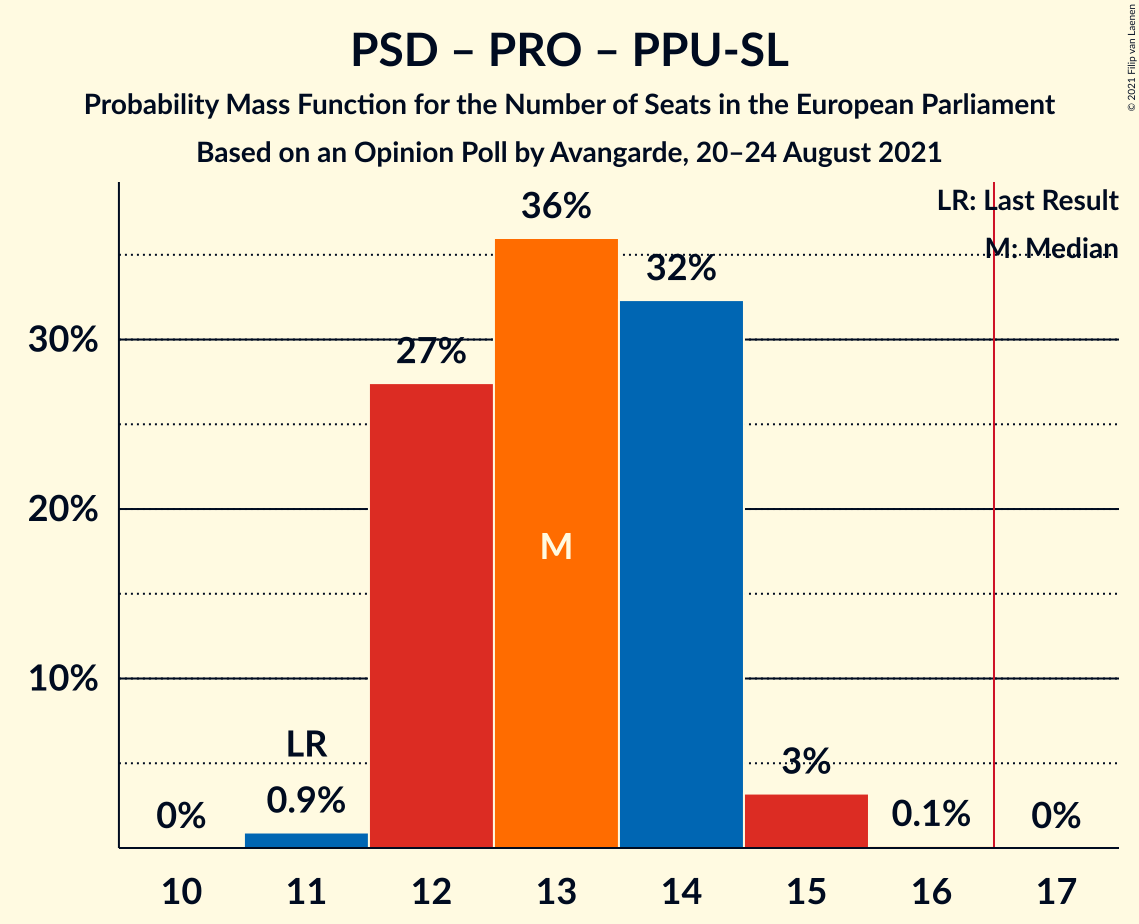 PSD – PRO – PPU-SL
Probability Mass Function for the Number of Seats in the European Parliament
Based on an Opinion Poll by Avangarde, 20–24 August 2021
© 2021 Filip van Laenen
LR: Last Result
M: Median
36%
32%
27%
30%
20%
10%
M
LR
0%
0.9%
3%
0.1%
0%
10 11 12 13 14 15 16 17